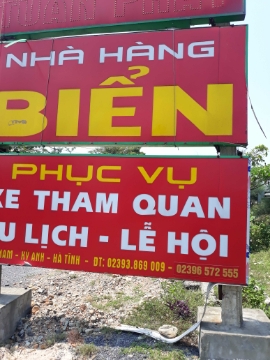 NHÀ HÀNG
BIỂN
PHỤC VỤ
XE THAM QUAN
DU LỊCH - LỄ HỘI
NAM - KỲ ANH - HÀ TĨNH - ĐT: 02393.869 009 - 02396 572 555